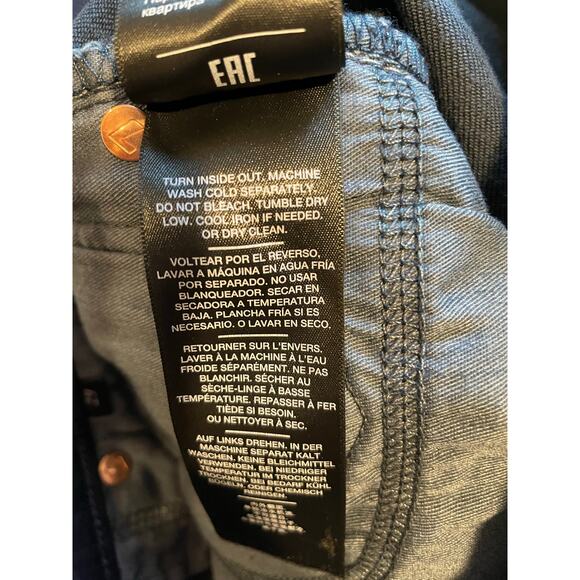 квартира
EAC
TURN INSIDE OUT. MACHINE
WASH COLD SEPARATELY.
DO NOT BLEACH. TUMBLE DRY
LOW. COOL IRON IF NEEDED.
OR DRY CLEAN.
VOLTEAR POR EL REVERSO,
LAVAR A MÁQUINA EN AGUA FRÍA
POR SEPARADO. NO USAR
BLANQUEADOR. SECAR EN
SECADORA A TEMPERATURA
BAJA. PLANCHA FRÍA SI ES
NECESARIO. O LAVAR EN SECO.
RETOURNER SUR L'ENVERS,
LAVER À LA MACHINE À L'EAU
FROIDE SÉPARÉMENT. NE PAS
BLANCHIR. SÉCHER AU
SÈCHE-LINGE À BASSE
TEMPÉRATURE. REPASSER À FER
TIÈDE SI BESOIN.
OU NETTOYER À SEC.
AUF LINKS DREHEN. IN DER
MASCHINE SEPARAT KALT
WASCHEN. KEINE BLEICHMITTEL
VERWENDEN. BEI NIEDRIGER
TEMPERATUR IM TROCKNER
TROCKNEN. BEI BEDARF KÜHL
BÜGELN. ODER CHEMISCH
REINIGEN.